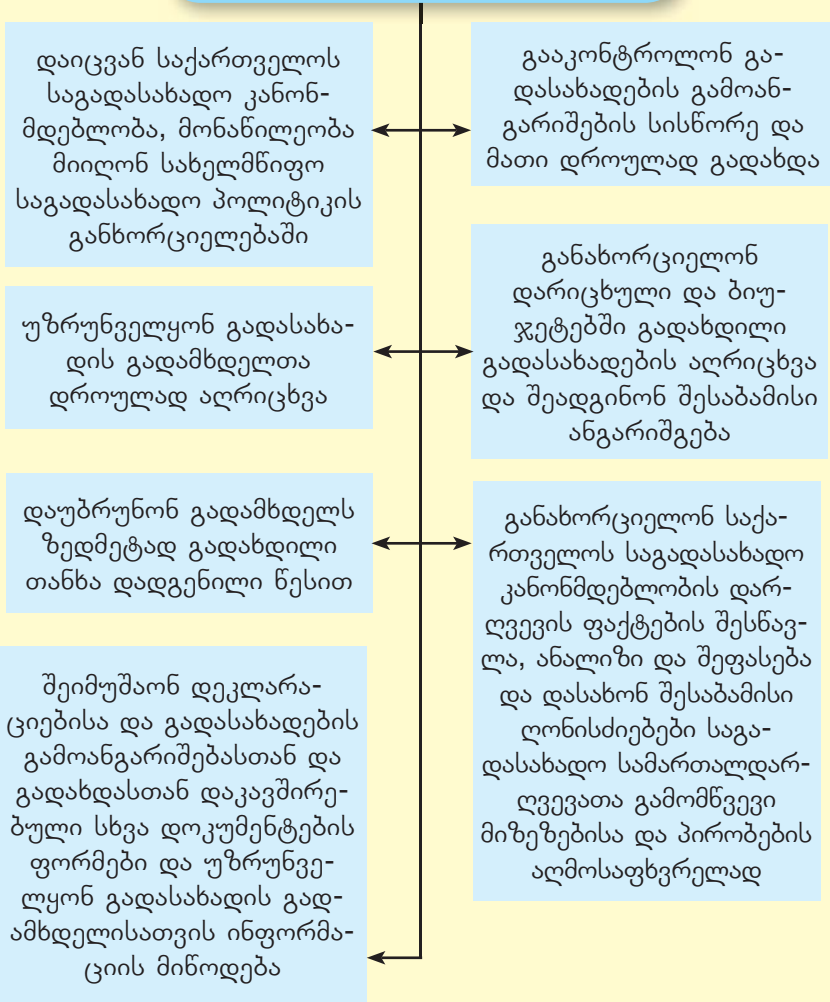 დაიცვან საქართველოს
საგადასახადო კანონ-
მდებლობა, მონაწილეობა
მიიღონ სახელმწიფო
საგადასახადო პოლიტიკის
განხორციელებაში
გააკონტროლონ გა-
დასახადების გამოან-
გარიშების სისწორე და
მათი დროულად გადახდა
უზრუნველყონ გადასახა-
დის გადამხდელთა
დროულად აღრიცხვა
განახორციელონ
დარიცხული და ბიუ-
ჯეტებში გადახდილი
გადასახადების აღრიცხვა
და შეადგინონ შესაბამისი
ანგარიშგება
დაუბრუნონ გადამხდელს
ზედმეტად გადახდილი
თანხა დადგენილი წესით
განახორციელონ საქა-
რთველოს საგადასახადო
კანონმდებლობის დარ-
ღვევის ფაქტების შესწავ-
ლა, ანალიზი და შეფასება
და დასახონ შესაბამისი
ღონისძიებები საგა-
დასახადო სამართალდარ-
ღვევათა გამომწვევი
მიზეზებისა და პირობების
აღმოსაფხვრელად
შეიმუშაონ დეკლარა-
ციებისა და გადასახადების
გამოანგარიშებასთან და
გადახდასთან დაკავშირე-
ბული სხვა დოკუმენტების
ფორმები და უზრუნვე-
ლყონ გადასახადის გად-
ამხდელისათვის ინფორმა-
ციის მიწოდება